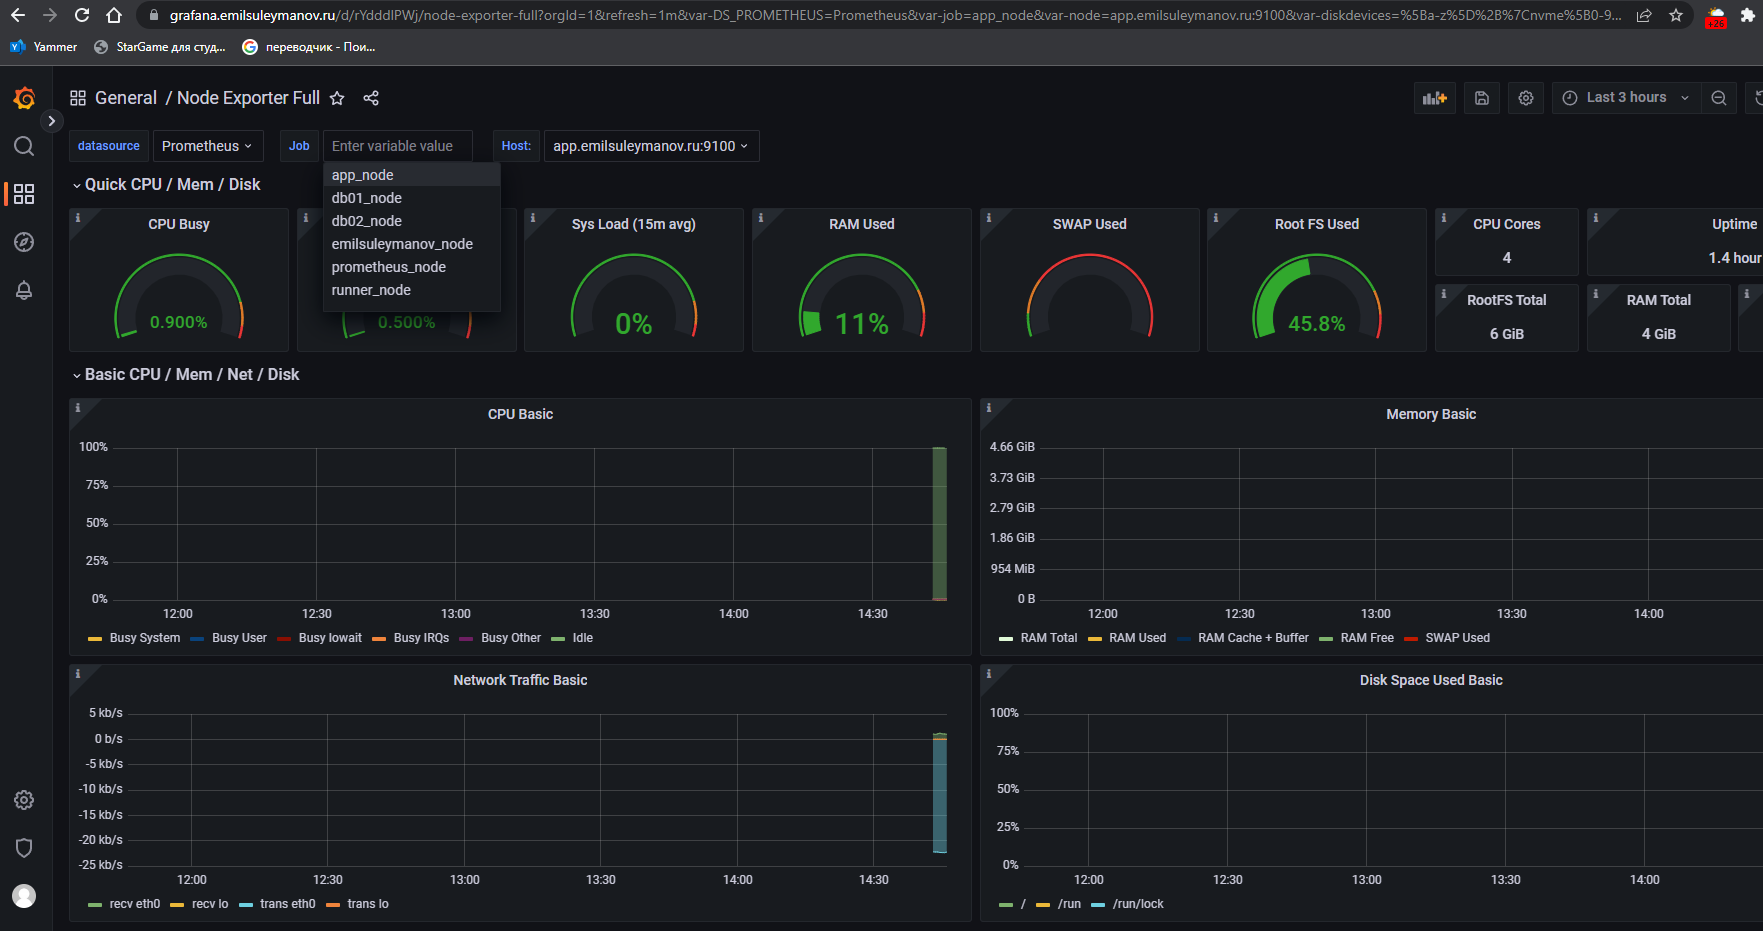 grafana.emilsuleymanov.ru/d/rYdddlPWj/node-exporter-full?orgId=1&refresh=1m&var-DS_PROMETHEUS=Prometheus&var-job=app_node&var-node=app.emilsuleymanov.ru:9100&var-diskdevices=%5Ba-z%5D%2B%7Cnvme%5B0-9...
+26
Yammer StarGame для студ... переводчик - Пои...
General / Node Exporter Full
Last 3 hours
datasource Prometheus Job Enter variable value Host: app.emilsuleymanov.ru:9100
app_node
db01_node
db02_node
emilsuleymanov_node
prometheus_node
runner_node
Quick CPU / Mem / Disk
CPU Busy
0.900%
0.500%
Sys Load (15m avg)
0%
RAM Used
11%
SWAP Used
Root FS Used
45.8%
CPU Cores
4
Uptime
1.4 hour
RootFS Total
6 GiB
RAM Total
4 GiB
Basic CPU / Mem / Net / Disk
CPU Basic
100%
75%
50%
25%
0%
12:00 12:30 13:00 13:30 14:00 14:30
Busy System Busy User Busy Iowait Busy IRQs Busy Other Idle
Memory Basic
4.66 GiB
3.73 GiB
2.79 GiB
1.86 GiB
954 MiB
0 B
12:00 12:30 13:00 13:30 14:00
RAM Total RAM Used RAM Cache + Buffer RAM Free SWAP Used
Network Traffic Basic
5 kb/s
0 b/s
-5 kb/s
-10 kb/s
-15 kb/s
-20 kb/s
-25 kb/s
12:00 12:30 13:00 13:30 14:00 14:30
recv eth0 recv lo trans eth0 trans lo
Disk Space Used Basic
100%
75%
50%
25%
0%
12:00 12:30 13:00 13:30 14:00
/ /run /run/lock